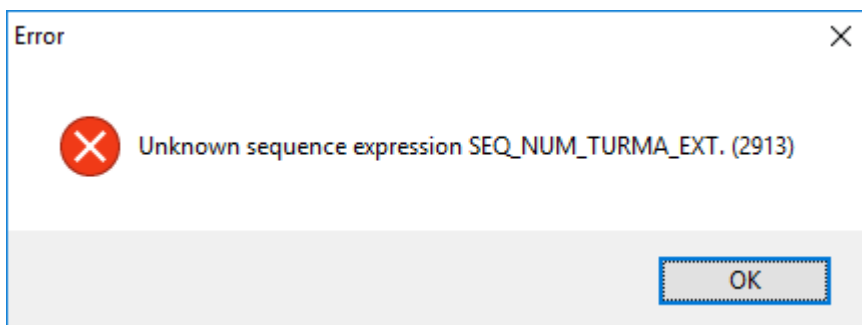 Error
Unknown sequence expression SEQ_NUM_TURMA_EXT. (2913)
OK